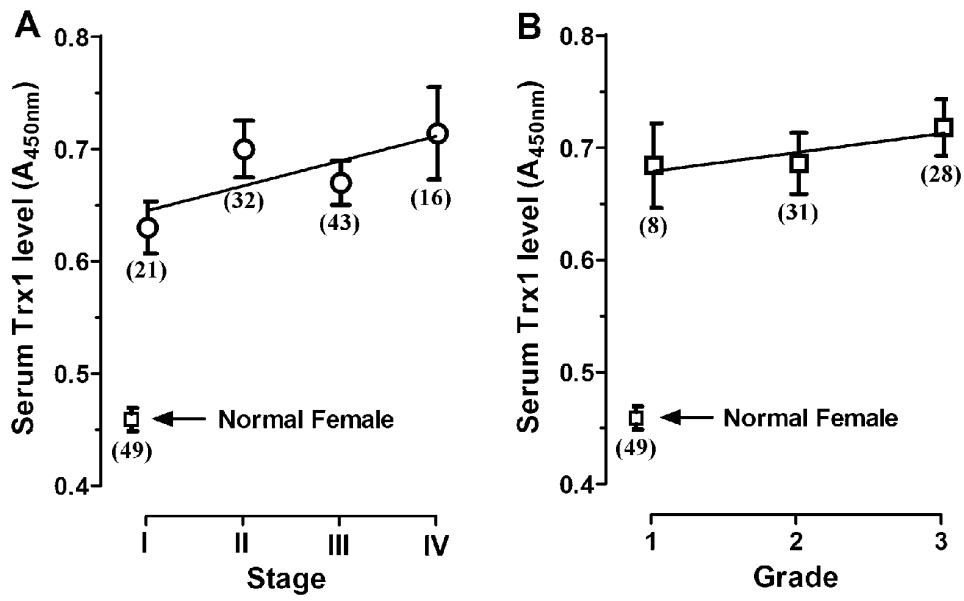 A
Serum Trx1 level (A450nm)
0.8
0.7
0.6
0.5
0.4
(21)
(32)
(43)
(16)
Normal Female
(49)
I II III IV
Stage
B
Serum Trx1 level (A450nm)
0.8
0.7
0.6
0.5
0.4
(8)
(31)
(28)
Normal Female
(49)
1 2 3
Grade